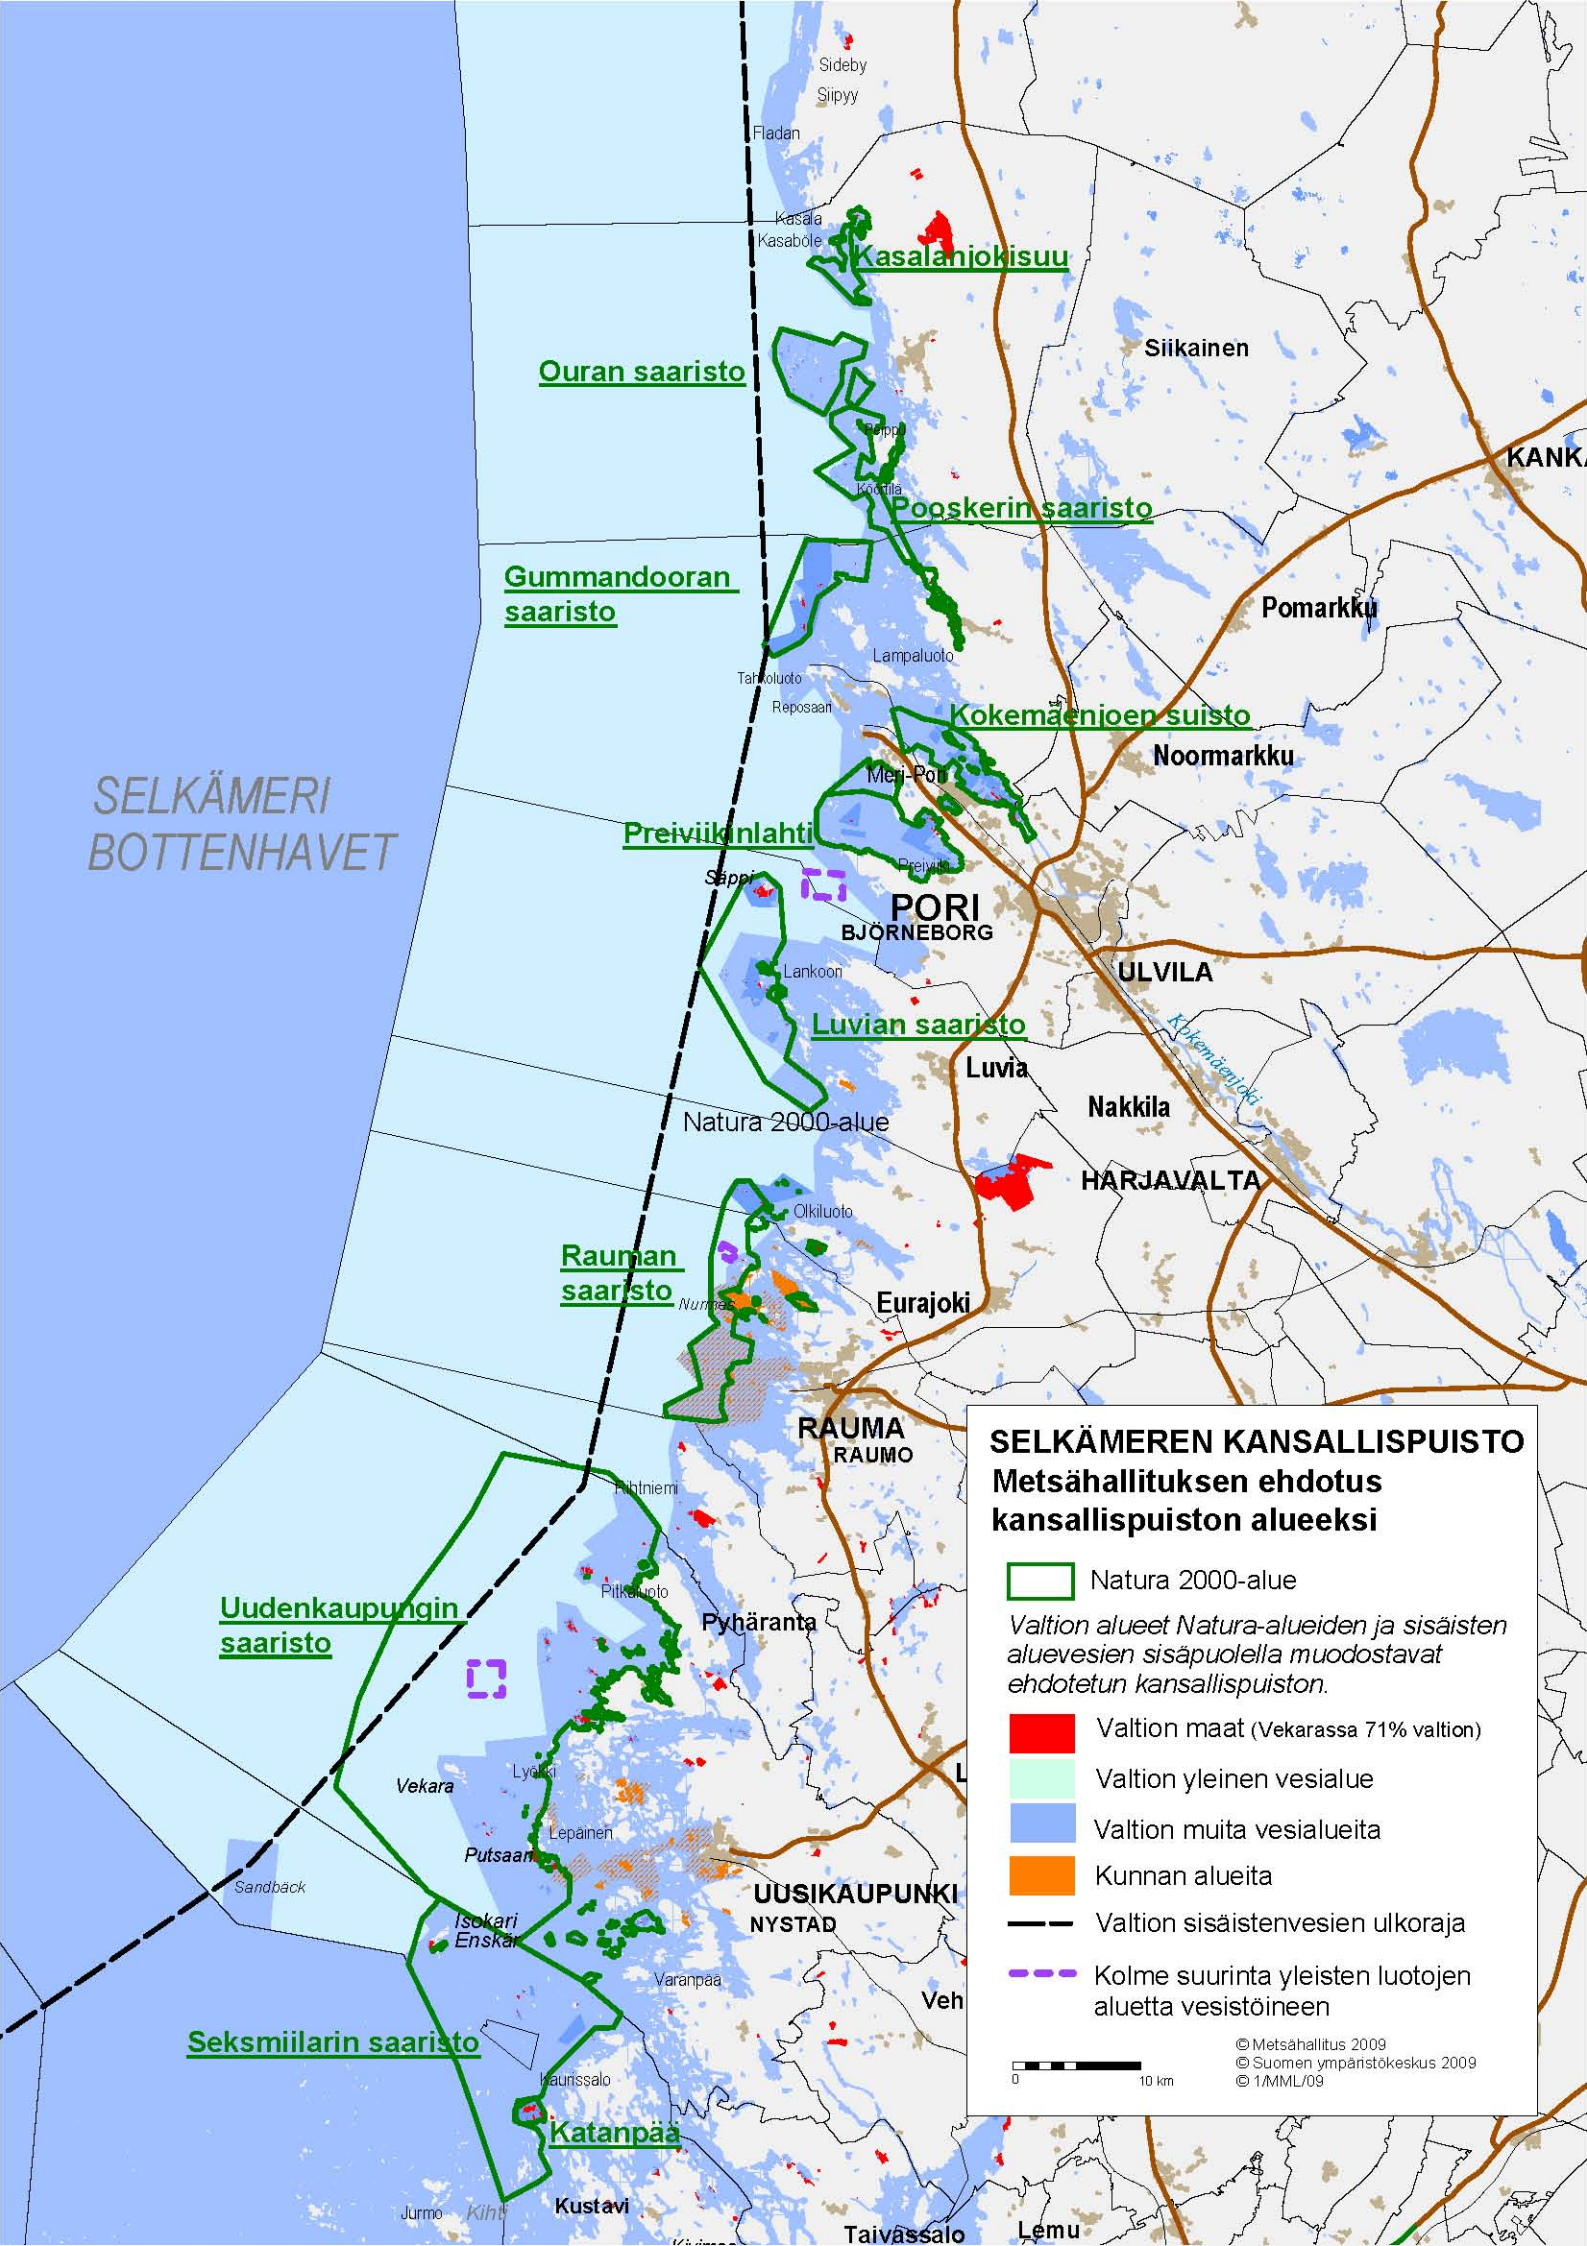 Sideby
Siipyy
Fladan
Kasala
Kasaböle
Kasalanjokisuu
Siikainen
Ouran saaristo
Peippu
Köörtilä
Pooskerin saaristo
Gummandooran
saaristo
Pomarkku
Lampaluoto
Tahkoluoto
Reposaari
Kokemäenjoen suisto
Noormarkku
Meri-Pori
SELKÄMERI
BOTTENHAVET
Preiviikinlahti
Preiviiki
Säppi
PORI
BJÖRNEBORG
Lankoori
ULVILA
Luvian saaristo
Kokemäenjoki
Luvia
Nakkila
Natura 2000-alue
HARJAVALTA
Olkiluoto
Rauman
saaristo
Nurmes
Eurajoki
RAUMA
RAUMO
Rihtniemi
Pitkäluoto
Uudenkaupungin
saaristo
Pyhäranta
Vekara
Lyökki
Lepäinen
Putsaari
Sandbäck
UUSIKAUPUNKI
NYSTAD
Isokari
Enskär
Varanpää
Veh
L
Seksmiilarin saaristo
Kaurissalo
Katanpää
Jurmo
Kihti
Kustavi
Taivassalo
Lemu
KANKA
SELKÄMEREN KANSALLISPUISTO
Metsähallituksen ehdotus
kansallispuiston alueeksi
Natura 2000-alue
Valtion alueet Natura-alueiden ja sisäisten
aluevesien sisäpuolella muodostavat
ehdotetun kansallispuiston.
Valtion maat (Vekarassa 71% valtion)
Valtion yleinen vesialue
Valtion muita vesialueita
Kunnan alueita
Valtion sisäistenvesien ulkoraja
Kolme suurinta yleisten luotojen
aluetta vesistöineen
0 10 km
© Metsähallitus 2009
© Suomen ympäristökeskus 2009
© 1/MML/09